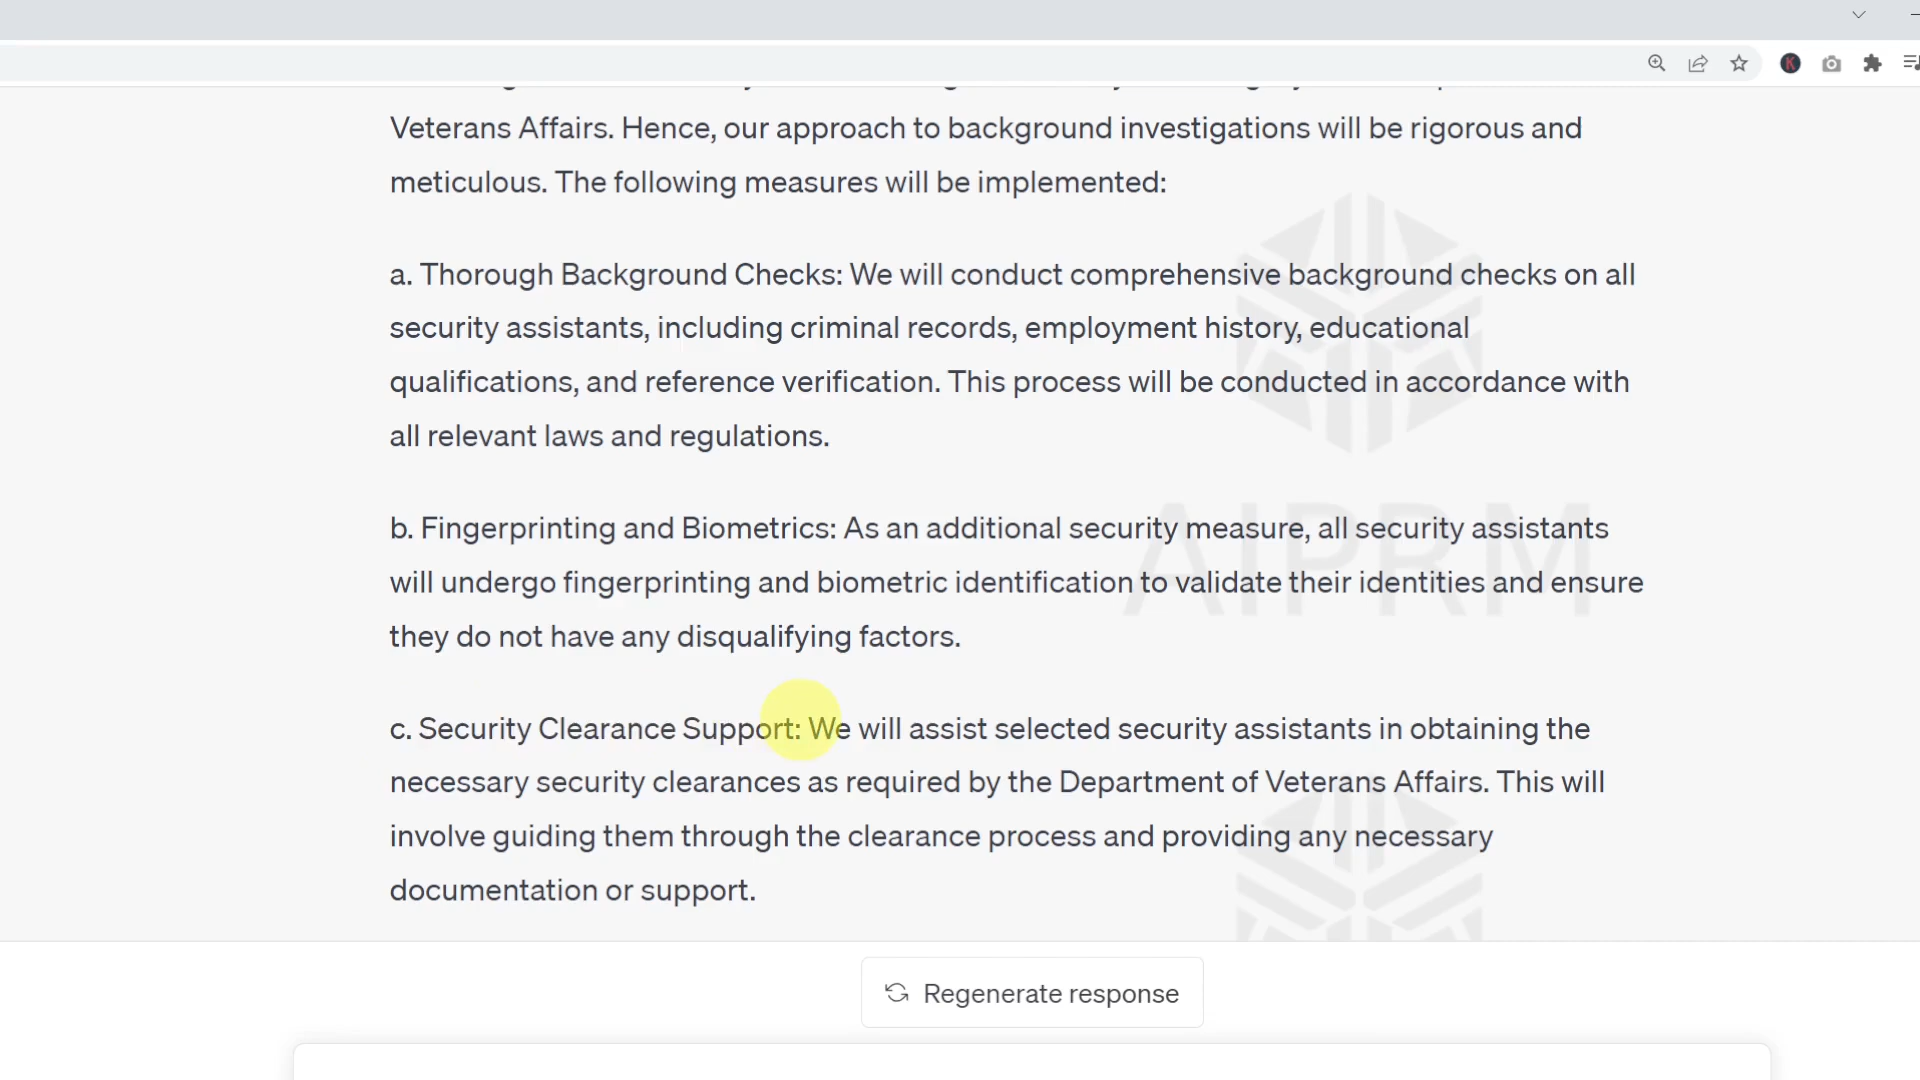 Veterans Affairs. Hence, our approach to background investigations will be rigorous and
meticulous. The following measures will be implemented:
a. Thorough Background Checks: We will conduct comprehensive background checks on all
security assistants, including criminal records, employment history, educational
qualifications, and reference verification. This process will be conducted in accordance with
all relevant laws and regulations.
b. Fingerprinting and Biometrics: As an additional security measure, all security assistants
will undergo fingerprinting and biometric identification to validate their identities and ensure
they do not have any disqualifying factors.
AIPRM
c. Security Clearance Support: We will assist selected security assistants in obtaining the
necessary security clearances as required by the Department of Veterans Affairs. This will
involve guiding them through the clearance process and providing any necessary
documentation or support.
Regenerate response
K